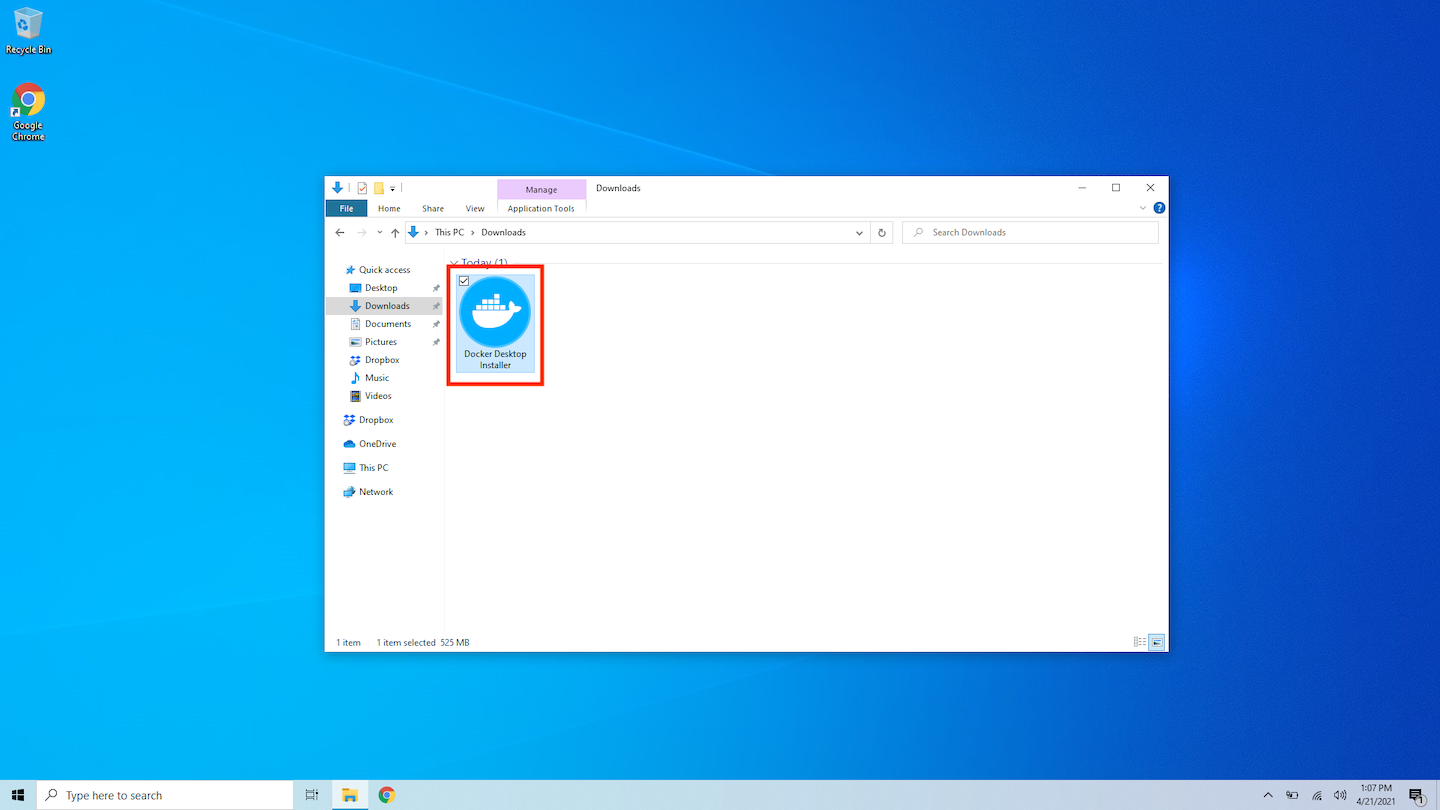 Recycle Bin
Google
Chrome
Manage
Downloads
File
Home
Share
View
Application Tools
This PC
Downloads
Search Downloads
Quick access
Desktop
Downloads
Documents
Pictures
Dropbox
Music
Videos
Dropbox
OneDrive
This PC
Network
Today (1)
Docker Desktop
Installer
1 item
1 item selected 525 MB
Type here to search
1:07 PM
4/21/2021
1